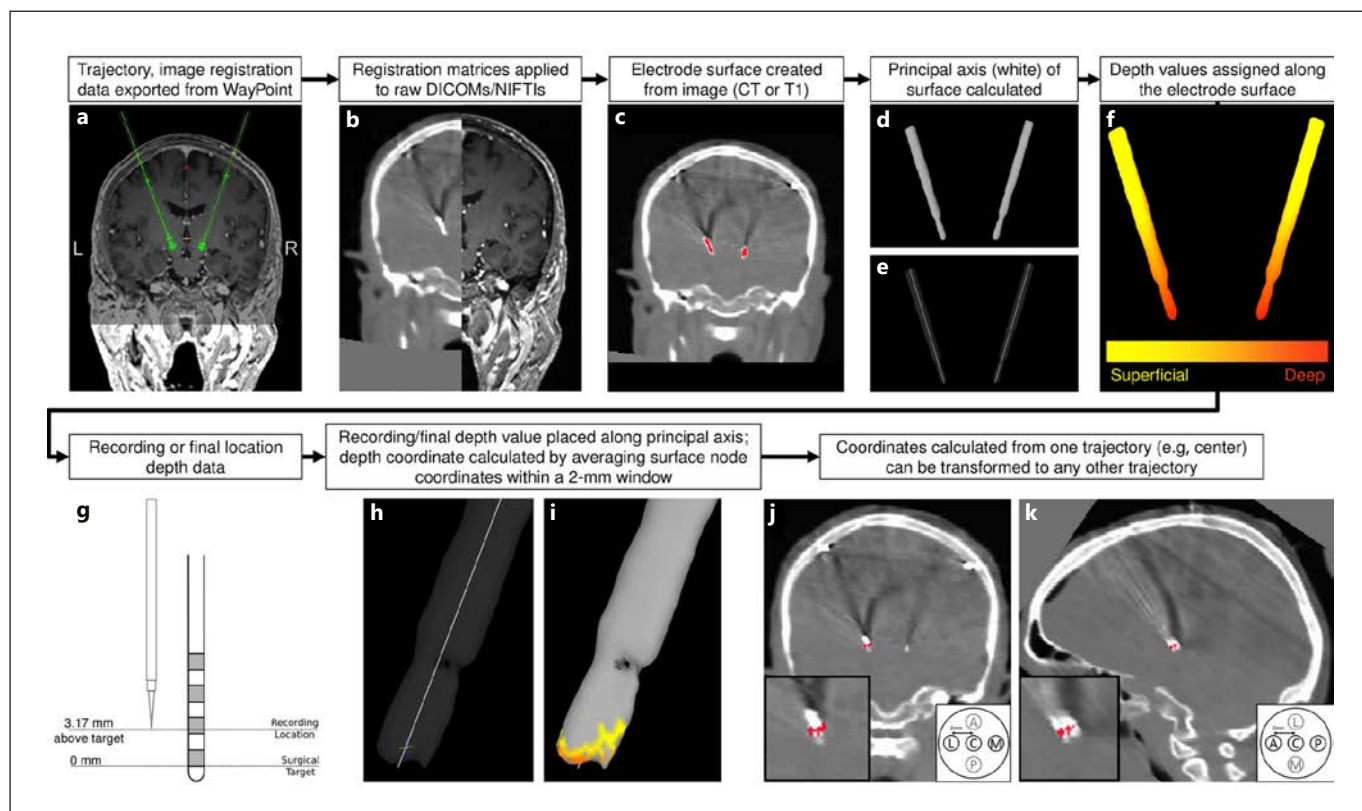 Trajectory, image registration
data exported from WayPoint
Registration matrices applied
to raw DICOMs/NIFTIs
Electrode surface created
from image (CT or T1)
Principal axis (white) of
surface calculated
Depth values assigned along
the electrode surface
a
L
R
b
c
d
e
f
Superficial
Deep
Recording or final location
depth data
Recording/final depth value placed along principal axis;
depth coordinate calculated by averaging surface node
coordinates within a 2-mm window
Coordinates calculated from one trajectory (e.g, center)
can be transformed to any other trajectory
g
3.17 mm
above target
Recording
Location
0 mm
Surgical
Target
h
i
j
A
2mm
L C M
P
k
L
2mm
A C P
M